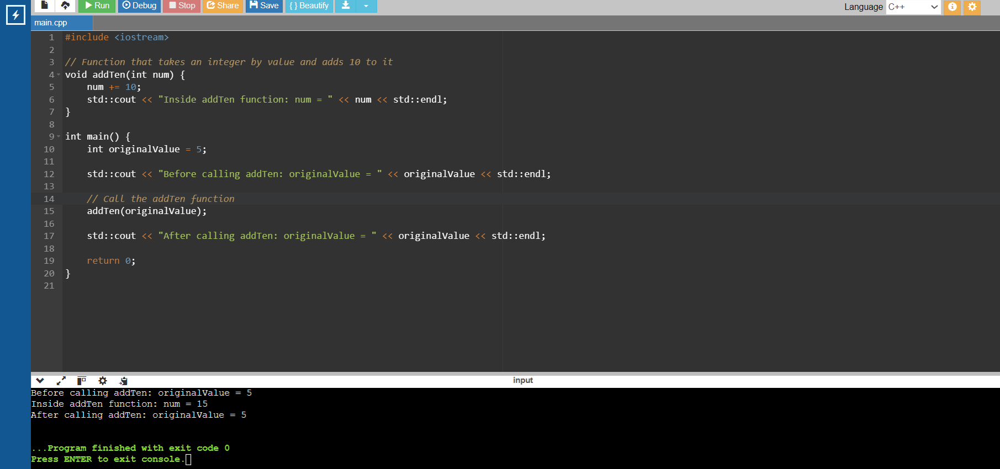 Run Debug Stop Share Save { } Beautify Language C++
main.cpp
1 #include <iostream>
2
3 // Function that takes an integer by value and adds 10 to it
4 void addTen(int num) {
5     num += 10;
6     std::cout << "Inside addTen function: num = " << num << std::endl;
7 }
8
9 int main() {
10     int originalValue = 5;
11
12     std::cout << "Before calling addTen: originalValue = " << originalValue << std::endl;
13
14     // Call the addTen function
15     addTen(originalValue);
16
17     std::cout << "After calling addTen: originalValue = " << originalValue << std::endl;
18
19     return 0;
20 }
21
input
Before calling addTen: originalValue = 5
Inside addTen function: num = 15
After calling addTen: originalValue = 5
...Program finished with exit code 0
Press ENTER to exit console.